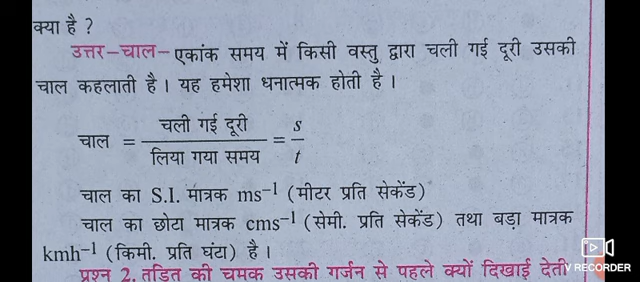 क्या है ?
उत्तर–चाल–एकांक समय में किसी वस्तु द्वारा चली गई दूरी उसकी
चाल कहलाती है। यह हमेशा धनात्मक होती है।
चाल = चली गई दूरी / लिया गया समय = s / t
चाल का S.I. मात्रक ms⁻¹ (मीटर प्रति सेकेंड)
चाल का छोटा मात्रक cms⁻¹ (सेमी. प्रति सेकेंड) तथा बड़ा मात्रक
kmh⁻¹ (किमी. प्रति घंटा) है।
प्रश्न 2. तड़ित की चमक उसकी गर्जन से पहले क्यों दिखाई देती
V RECORDER